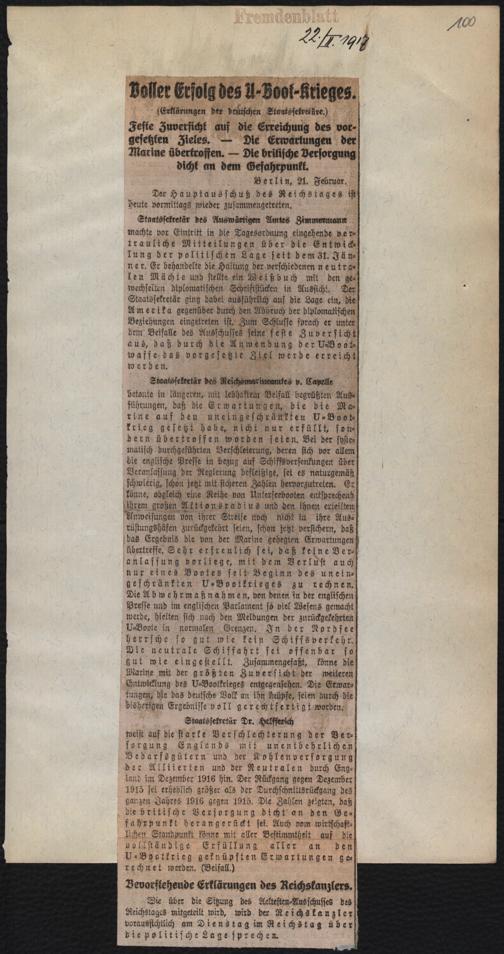 Fremdenblatt
22./II. 1917
100
Voller Erfolg des U-Boot-Krieges.
(Erklärungen der deutschen Staatssekretäre.)
Feste Zuversicht auf die Erreichung des vor-
gesetzten Zieles. — Die Erwartungen der
Marine übertroffen. — Die britische Versorgung
dicht an dem Gefahrpunkt.
Berlin, 21. Februar.
Der Hauptausschuß des Reichstages ist
heute vormittags wieder zusammengetreten.
Staatssekretär des Auswärtigen Amtes Zimmermann
machte vor Eintritt in die Tagesordnung eingehende ver-
trauliche Mitteilungen über die Entwick-
lung der politischen Lage seit dem 31. Jän-
ner. Er behandelte die Haltung der verschiedenen neutra-
len Mächte und stellte ein Weißbuch mit den ge-
wechselten diplomatischen Schriftstücken in Aussicht. Der
Staatssekretär ging dabei ausführlich auf die Lage ein, die
Amerika gegenüber durch den Abbruch der diplomatischen
Beziehungen eingetreten ist. Zum Schlusse sprach er unter
dem Beifalle des Ausschusses seine feste Zuversicht
aus, daß durch die Anwendung der U-Boot-
waffe das vorgesetzte Ziel werde erreicht
werden.
Staatssekretär des Reichsmarineamtes v. Capelle
betonte in längeren, mit lebhaftem Beifall begrüßten Aus-
führungen, daß die Erwartungen, die die Ma-
rine auf den uneingeschränkten U-Boot-
krieg gesetzt habe, nicht nur erfüllt, son-
dern übertroffen worden seien. Bei der syste-
matisch durchgeführten Verschleierung, deren sich vor allem
die englische Presse in bezug auf Schiffsversenkungen über
Veranlassung der Regierung befleißige, sei es naturgemäß
schwierig, schon jetzt mit sicheren Zahlen hervorzutreten. Er
könne, obgleich eine Reihe von Unterseebooten entsprechend
ihrem großen Aktionsradius und den ihnen erteilten
Anweisungen von ihrer Streife noch nicht in ihre Aus-
rüstungshäfen zurückgekehrt seien, schon jetzt versichern, daß
das Ergebnis die von der Marine gehegten Erwartungen
übertreffe. Sehr erfreulich sei, daß keine Ver-
anlassung vorliege, mit dem Verlust auch
nur eines Bootes seit Beginn des unein-
geschränkten U-Bootkrieges zu rechnen.
Die Abwehrmaßnahmen, von denen in der englischen
Presse und im englischen Parlament so viel Wesens gemacht
werde, hielten sich nach den Meldungen der zurückgekehrten
U-Boote in normalen Grenzen. In der Nordsee
herrsche so gut wie kein Schiffsverkehr.
Die neutrale Schiffahrt sei offenbar so
gut wie eingestellt. Zusammengefaßt, könne die
Marine mit der größten Zuversicht der weiteren
Entwicklung des U-Bootkrieges entgegensehen. Die Erwar-
tungen, die das deutsche Volk an ihn knüpfe, seien durch die
bisherigen Ergebnisse voll gerechtfertigt worden.
Staatssekretär Dr. Helfferich
weist auf die starke Verschlechterung der Ver-
sorgung Englands mit unentbehrlichen
Bedarfsgütern und der Kohlenversorgung
der Alliierten und der Neutralen durch Eng-
land im Dezember 1916 hin. Der Rückgang gegen Dezember
1915 sei erheblich größer als der Durchschnittsrückgang des
ganzen Jahres 1916 gegen 1915. Die Zahlen zeigten, daß
die britische Versorgung dicht an den Ge-
fahrpunkt herangerückt sei. Auch vom wirtschaft-
lichen Standpunkt könne mit aller Bestimmtheit auf die
vollständige Erfüllung aller an den
U-Bootkrieg geknüpften Erwartungen ge-
rechnet werden. (Beifall.)
Bevorstehende Erklärungen des Reichskanzlers.
Wie über die Sitzung des Aeltesten-Ausschusses des
Reichstages mitgeteilt wird, wird der Reichskanzler
voraussichtlich am Dienstag im Reichstag über
die politische Lage sprechen.